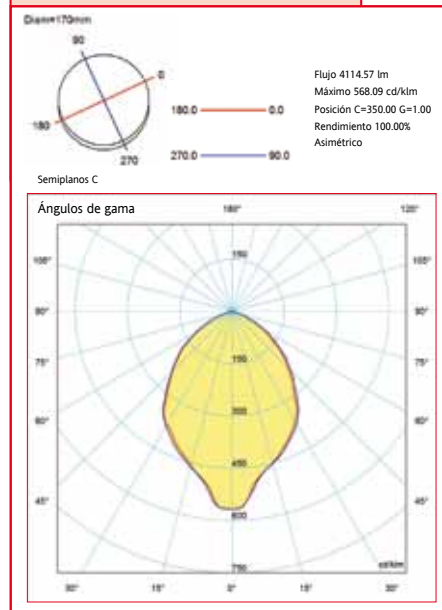 Diam=170mm
90
0
180
270
180.0 0.0
270.0 90.0
Flujo 4114.57 lm
Máximo 568.09 cd/klm
Posición C=350.00 G=1.00
Rendimiento 100.00%
Asimétrico
Semiplanos C
Ángulos de gama
180° 120°
150
105° 105°
90° 90°
150
75° 75°
300
60° 60°
450
45° 45°
600
750 cd/klm
30° 15° 0° 15° 30°